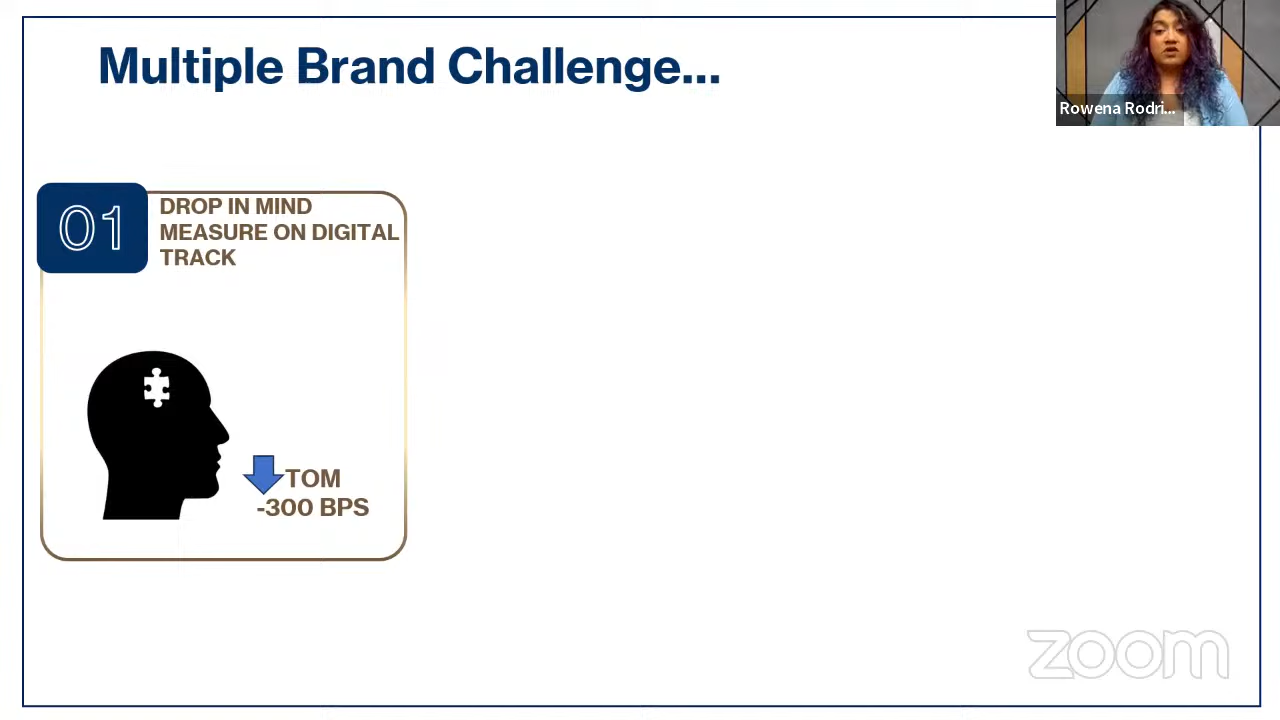 Multiple Brand Challenge...
Rowena Rodri...
01
DROP IN MIND
MEASURE ON DIGITAL
TRACK
TOM
-300 BPS
zoom